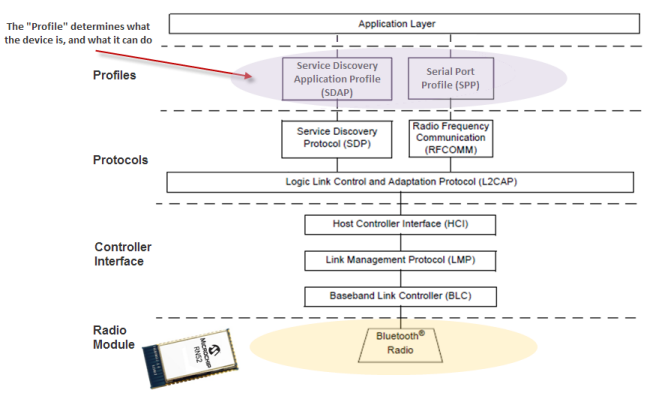 The "Profile" determines what
the device is, and what it can do
Application Layer
Profiles
Service Discovery
Application Profile
(SDAP)
Serial Port
Profile (SPP)
Protocols
Service Discovery
Protocol (SDP)
Radio Frequency
Communication
(RFCOMM)
Logic Link Control and Adaptation Protocol (L2CAP)
Controller
Interface
Host Controller Interface (HCI)
Link Management Protocol (LMP)
Baseband Link Controller (BLC)
Radio
Module
MICROCHIP
RN52
Bluetooth®
Radio